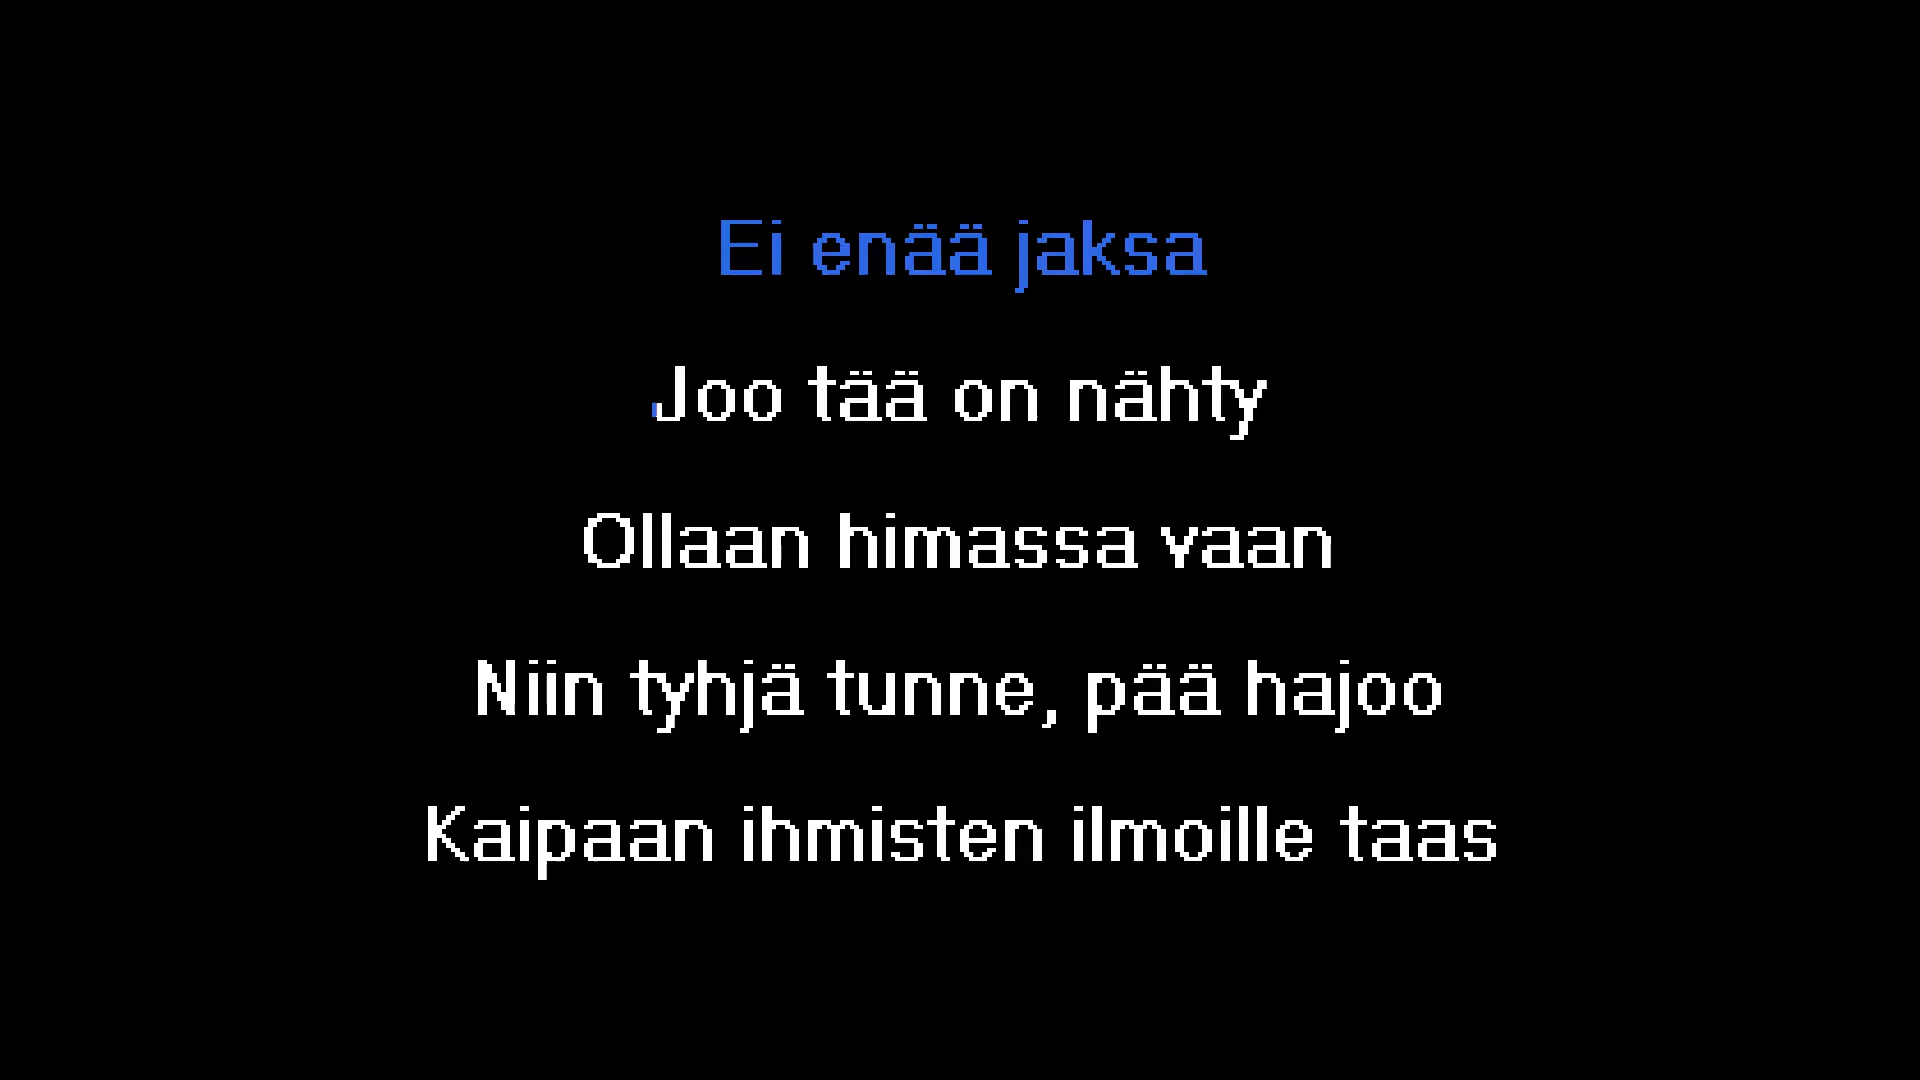 Ei enää jaksa
Joo tää on nähty
Ollaan himassa vaan
Niin tyhjä tunne, pää hajoo
Kaipaan ihmisten ilmoille taas